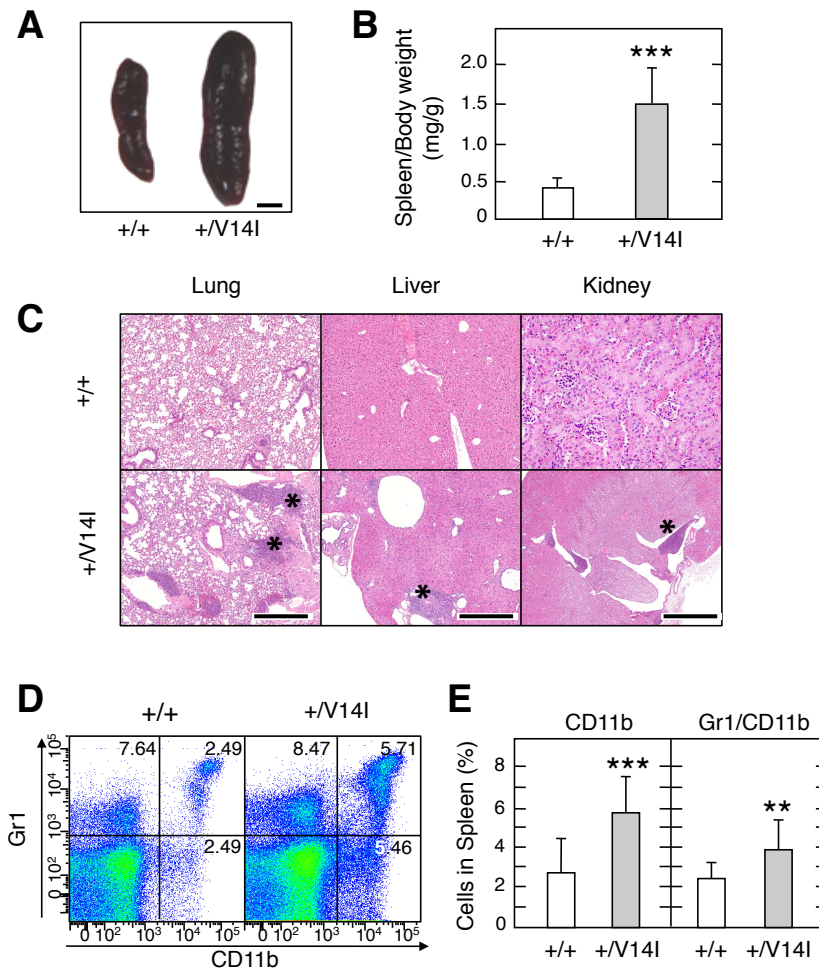 A
+/+ +/V14I
B
Spleen/Body weight
(mg/g)
2.0
1.5
1.0
0.5
0
***
+/+ +/V14I
C
Lung Liver Kidney
+/+
+/V14I
*
*
*
*
D
+/+ +/V14I
7.64 2.49 8.47 5.71
2.49 5.46
Gr1
10⁵
10⁴
10³
10²
0
0 10² 10³ 10⁴ 10⁵ 0 10² 10³ 10⁴ 10⁵
CD11b
E
CD11b Gr1/CD11b
Cells in Spleen (%)
8
6
4
2
0
***
**
+/+ +/V14I +/+ +/V14I